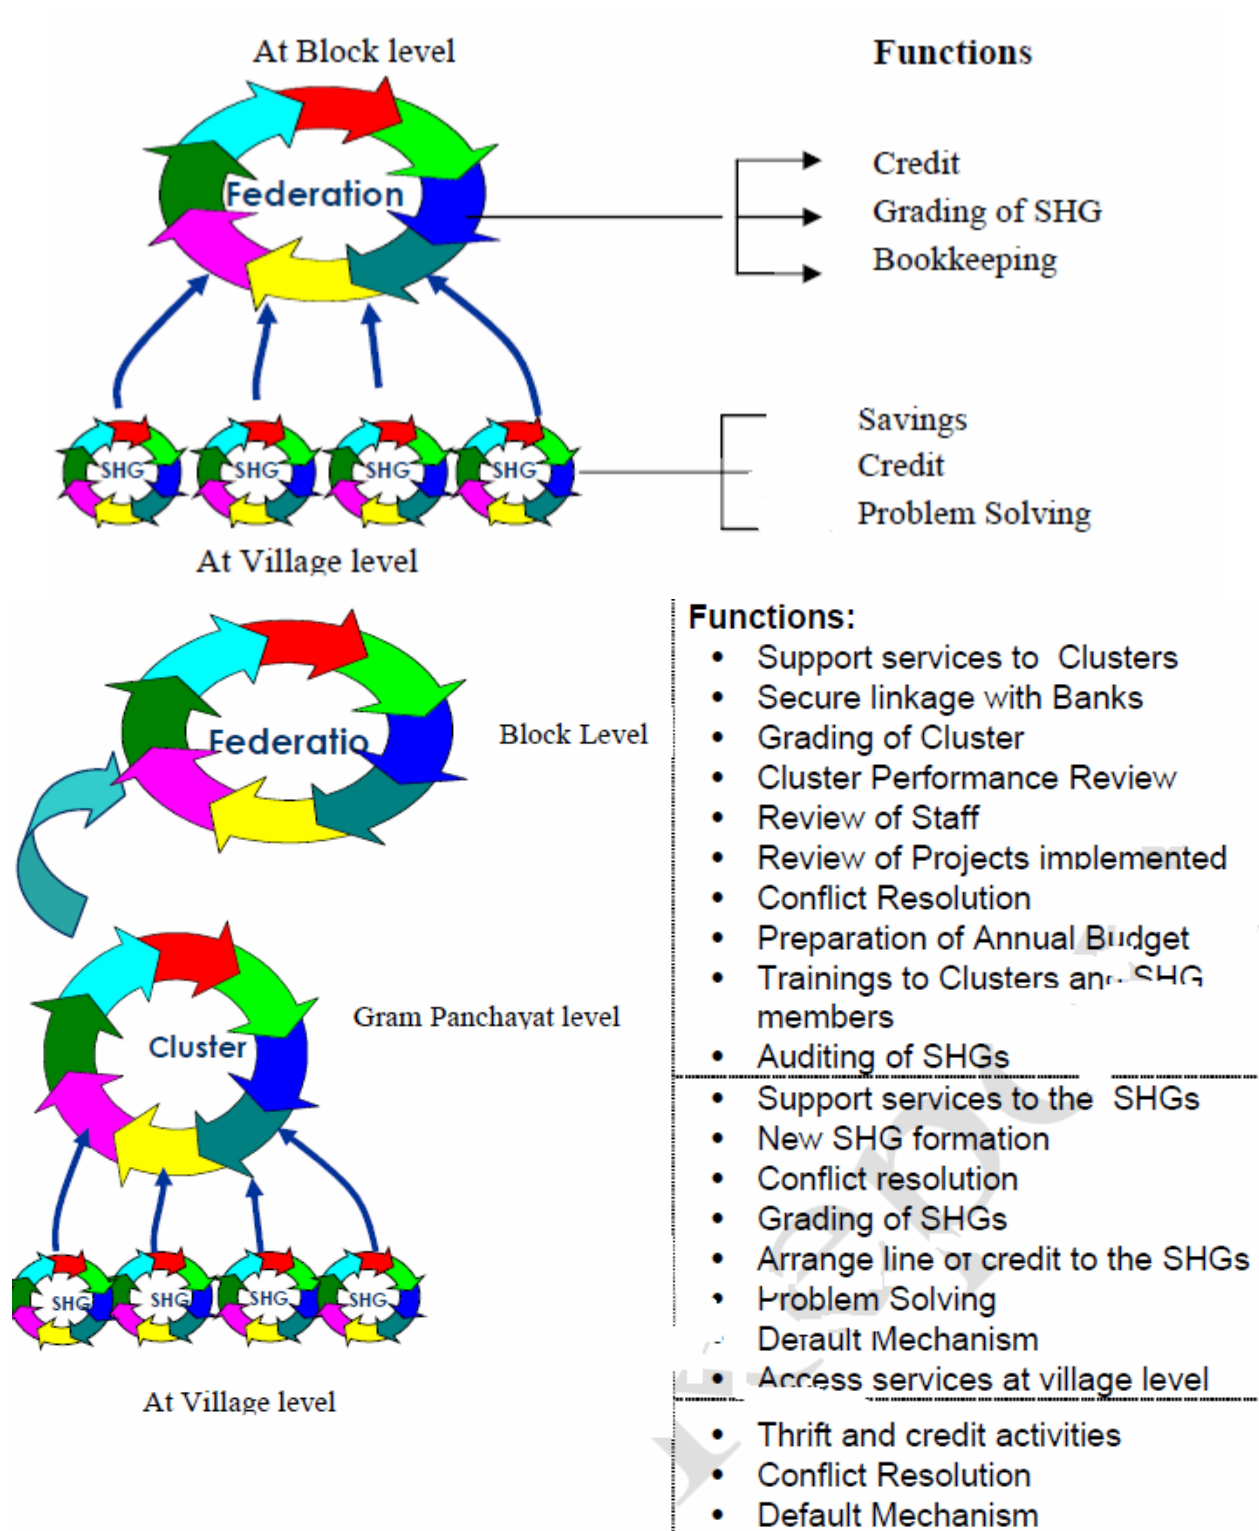 At Block level
Functions
Federation
Credit
Grading of SHG
Bookkeeping
SHG SHG SHG SHG
Savings
Credit
Problem Solving
At Village level
Federatio
Block Level
Cluster
Gram Panchayat level
SHG SHG SHG SHG
At Village level
Functions:
• Support services to Clusters
• Secure linkage with Banks
• Grading of Cluster
• Cluster Performance Review
• Review of Staff
• Review of Projects implemented
• Conflict Resolution
• Preparation of Annual Budget
• Trainings to Clusters and SHG
members
• Auditing of SHGs
• Support services to the SHGs
• New SHG formation
• Conflict resolution
• Grading of SHGs
• Arrange line of credit to the SHGs
• Problem Solving
• Default Mechanism
• Access services at village level
• Thrift and credit activities
• Conflict Resolution
• Default Mechanism